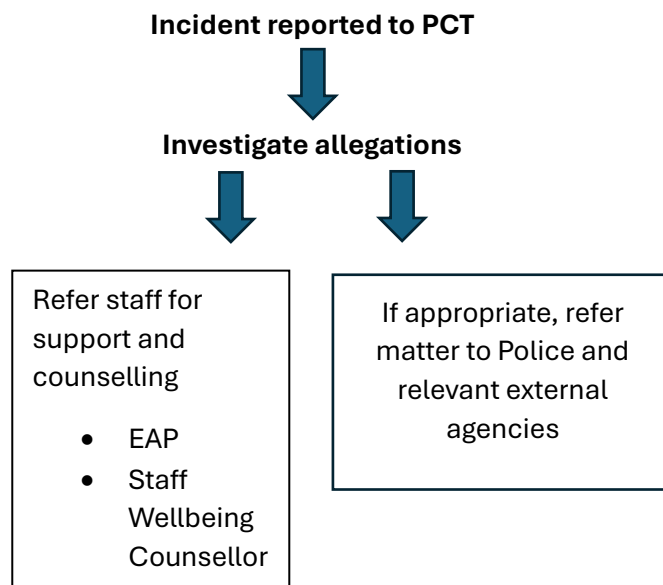 Incident reported to PCT
Investigate allegations
Refer staff for
support and
counselling
• EAP
• Staff
Wellbeing
Counsellor
If appropriate, refer
matter to Police and
relevant external
agencies